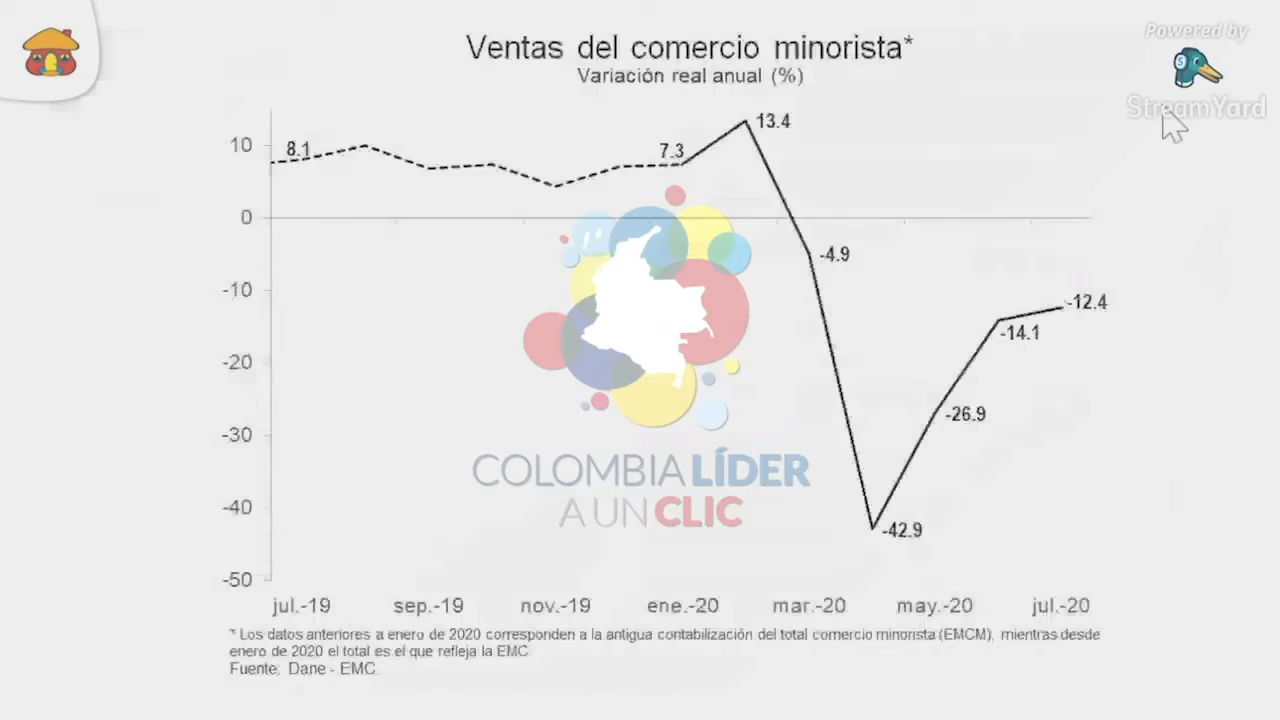 Powered by
StreamYard
Ventas del comercio minorista*
Variación real anual (%)
10
0
-10
-20
-30
-40
-50
8.1
7.3
13.4
-4.9
-42.9
-26.9
-14.1
-12.4
COLOMBIA LÍDER
A UN CLIC
jul.-19 sep.-19 nov.-19 ene.-20 mar.-20 may.-20 jul.-20
* Los datos anteriores a enero de 2020 corresponden a la antigua contabilización del total comercio minorista (EMCM), mientras desde
enero de 2020 el total es el que refleja la EMC
Fuente: Dane - EMC.